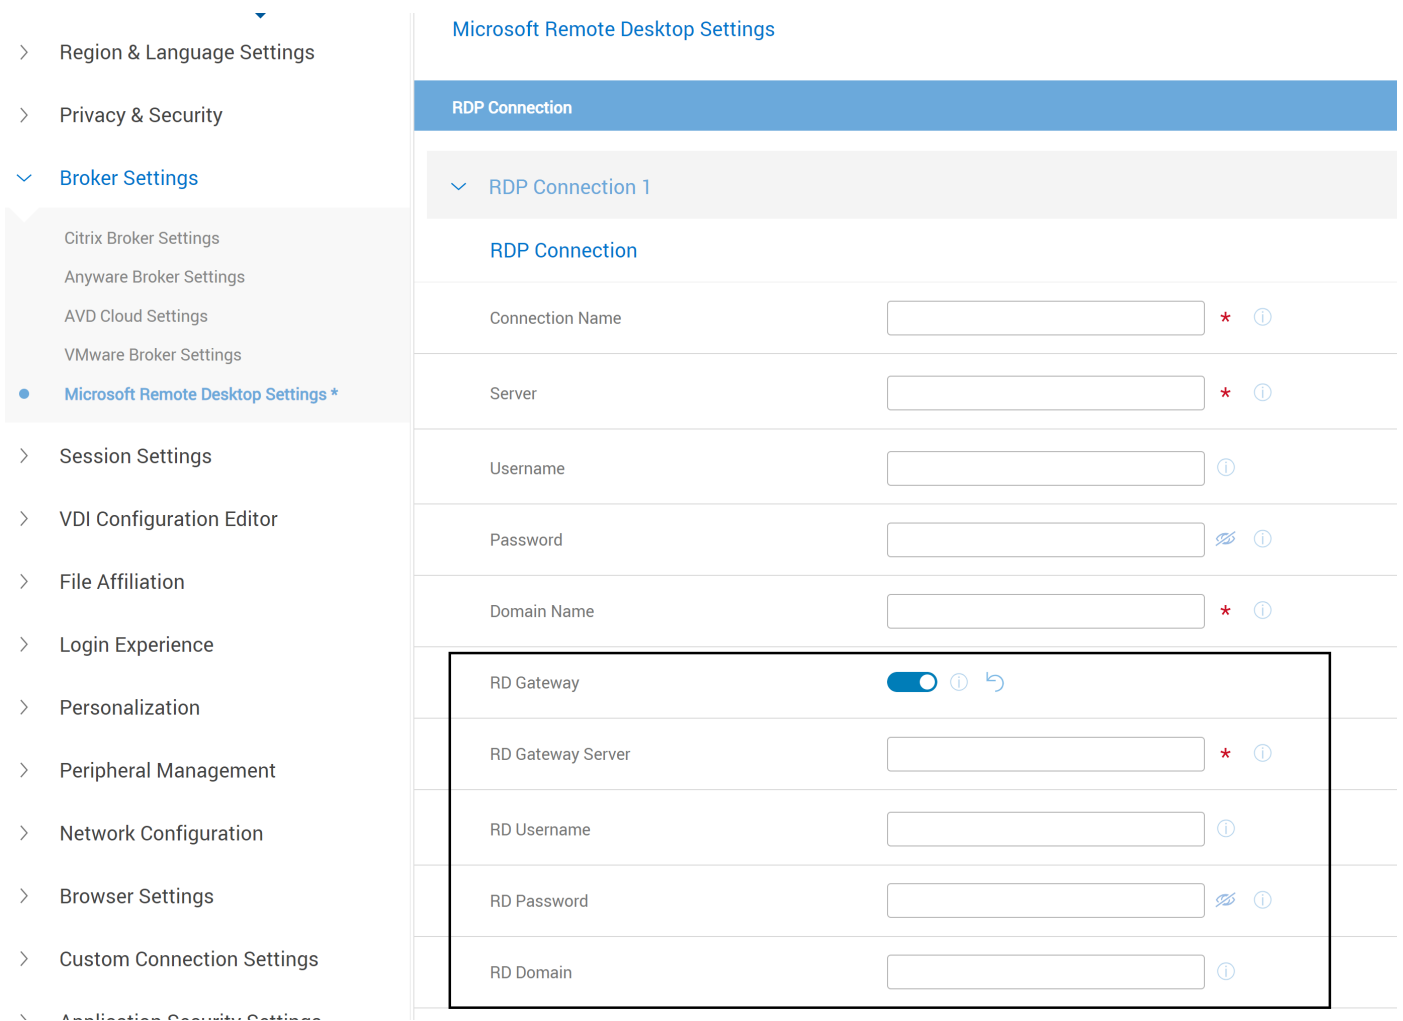 Region & Language Settings
Privacy & Security
Broker Settings
Citrix Broker Settings
Anyware Broker Settings
AVD Cloud Settings
VMware Broker Settings
Microsoft Remote Desktop Settings *
Session Settings
VDI Configuration Editor
File Affiliation
Login Experience
Personalization
Peripheral Management
Network Configuration
Browser Settings
Custom Connection Settings
Application Security Settings
Microsoft Remote Desktop Settings
RDP Connection
RDP Connection 1
RDP Connection
Connection Name *
Server *
Username
Password
Domain Name *
RD Gateway
RD Gateway Server *
RD Username
RD Password
RD Domain